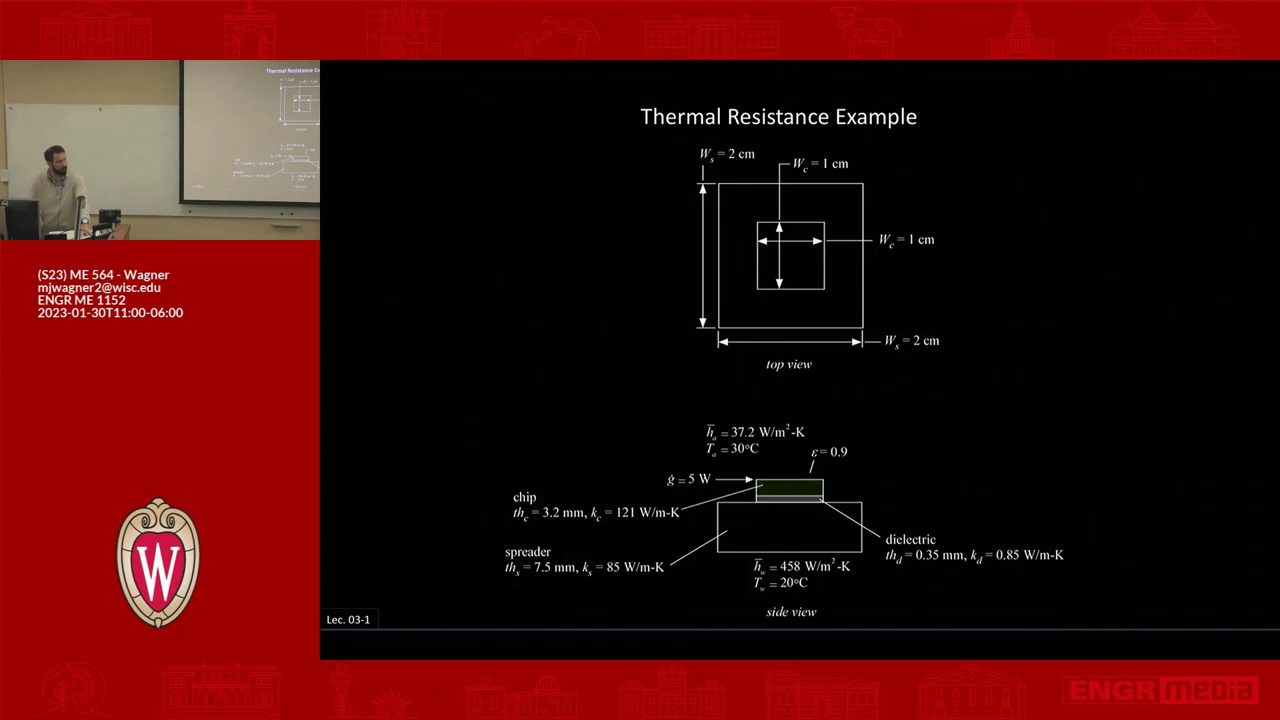 Thermal Resistance Example
W_s = 2 cm
W_c = 1 cm
W_c = 1 cm
W_s = 2 cm
top view
h̅_a = 37.2 W/m²-K
T_a = 30°C
ε = 0.9
ġ = 5 W
chip
th_c = 3.2 mm, k_c = 121 W/m-K
dielectric
th_d = 0.35 mm, k_d = 0.85 W/m-K
spreader
th_s = 7.5 mm, k_s = 85 W/m-K
h̅_w = 458 W/m²-K
T_w = 20°C
side view
Lec. 03-1
Thermal Resistance Ex
(S23) ME 564 - Wagner
mjwagner2@wisc.edu
ENGR ME 1152
2023-01-30T11:00-06:00
W
ENGR media